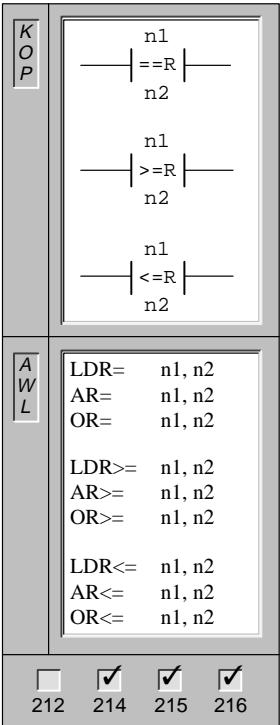 K
O
P
n1
==R
n2
n1
>=R
n2
n1
<=R
n2
A
W
L
LDR= n1, n2
AR= n1, n2
OR= n1, n2
LDR>= n1, n2
AR>= n1, n2
OR>= n1, n2
LDR<= n1, n2
AR<= n1, n2
OR<= n1, n2
212 214 215 216